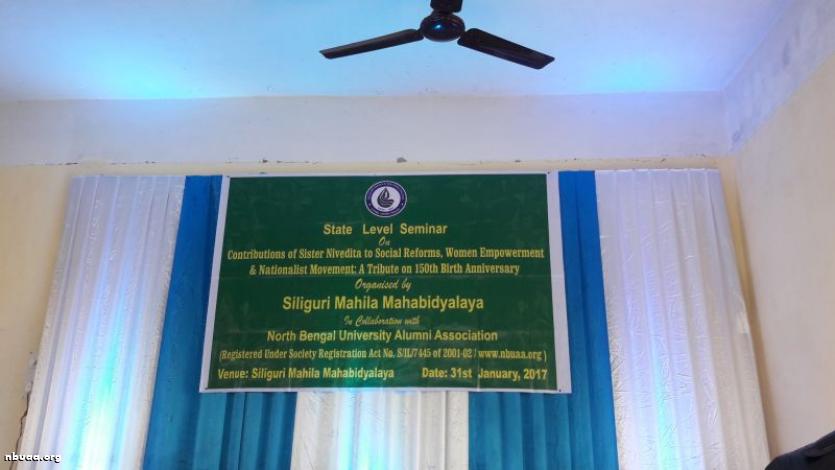 State Level Seminar
On
Contributions of Sister Nivedita to Social Reforms, Women Empowerment
& Nationalist Movement: A Tribute on 150th Birth Anniversary
Organised by
Siliguri Mahila Mahabidyalaya
In Collaboration with
North Bengal University Alumni Association
(Registered Under Society Registration Act No. S/IL/7445 of 2001-02 / www.nbuaa.org )
Venue: Siliguri Mahila Mahabidyalaya Date: 31st January, 2017
nbuaa.org